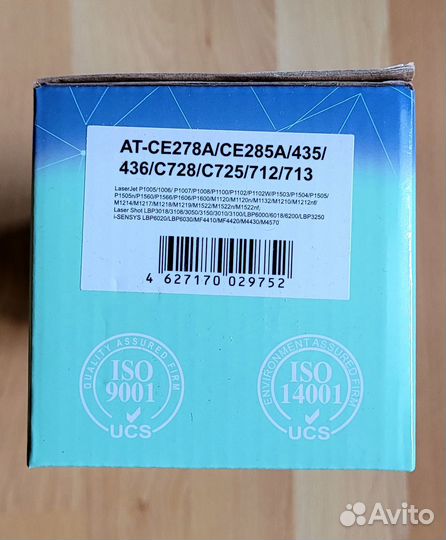 AT-CE278A/CE285A/435/
436/C728/C725/712/713
LaserJet P1005/1006/ P1007/P1008/P1100/P1102/P1102W/P1503/P1504/P1505/
P1505n/P1560/P1566/P1606/P1600/M1120/M1120n/M1132/M1210/M1212nf/
M1214/M1217/M1218/M1219/M1522/M1522n/M1522nf,
Laser Shot LBP3018/3108/3050/3150/3010/3100/LBP6000/6018/6200/LBP3250
i-SENSYS LBP6020/LBP6030/MF4410/MF4420/M4430/M4570
4 627170 029752
QUALITY ASSURED FIRM
ISO
9001
UCS
ENVIRONMENT ASSURED FIRM
ISO
14001
UCS
Avito